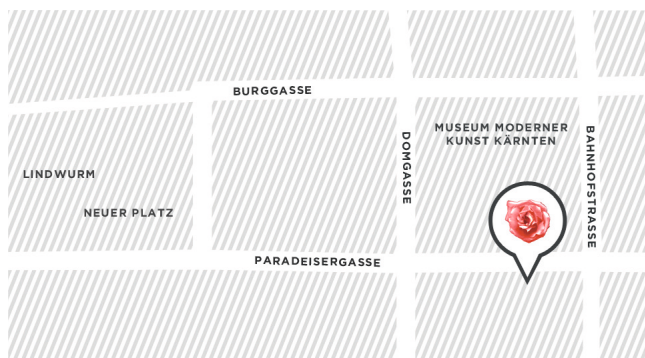 BURGGASSE
MUSEUM MODERNER
KUNST KÄRNTEN
DOMGASSE
BAHNHOFSTRASSE
LINDWURM
NEUER PLATZ
PARADEISERGASSE